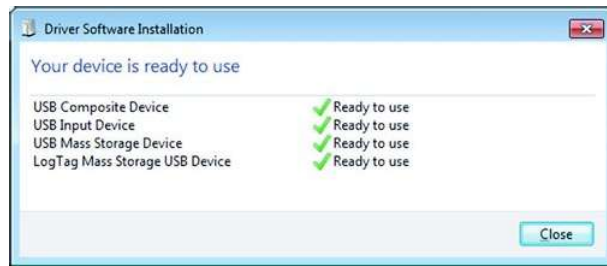 Driver Software Installation
Your device is ready to use
USB Composite Device Ready to use
USB Input Device Ready to use
USB Mass Storage Device Ready to use
LogTag Mass Storage USB Device Ready to use
Close